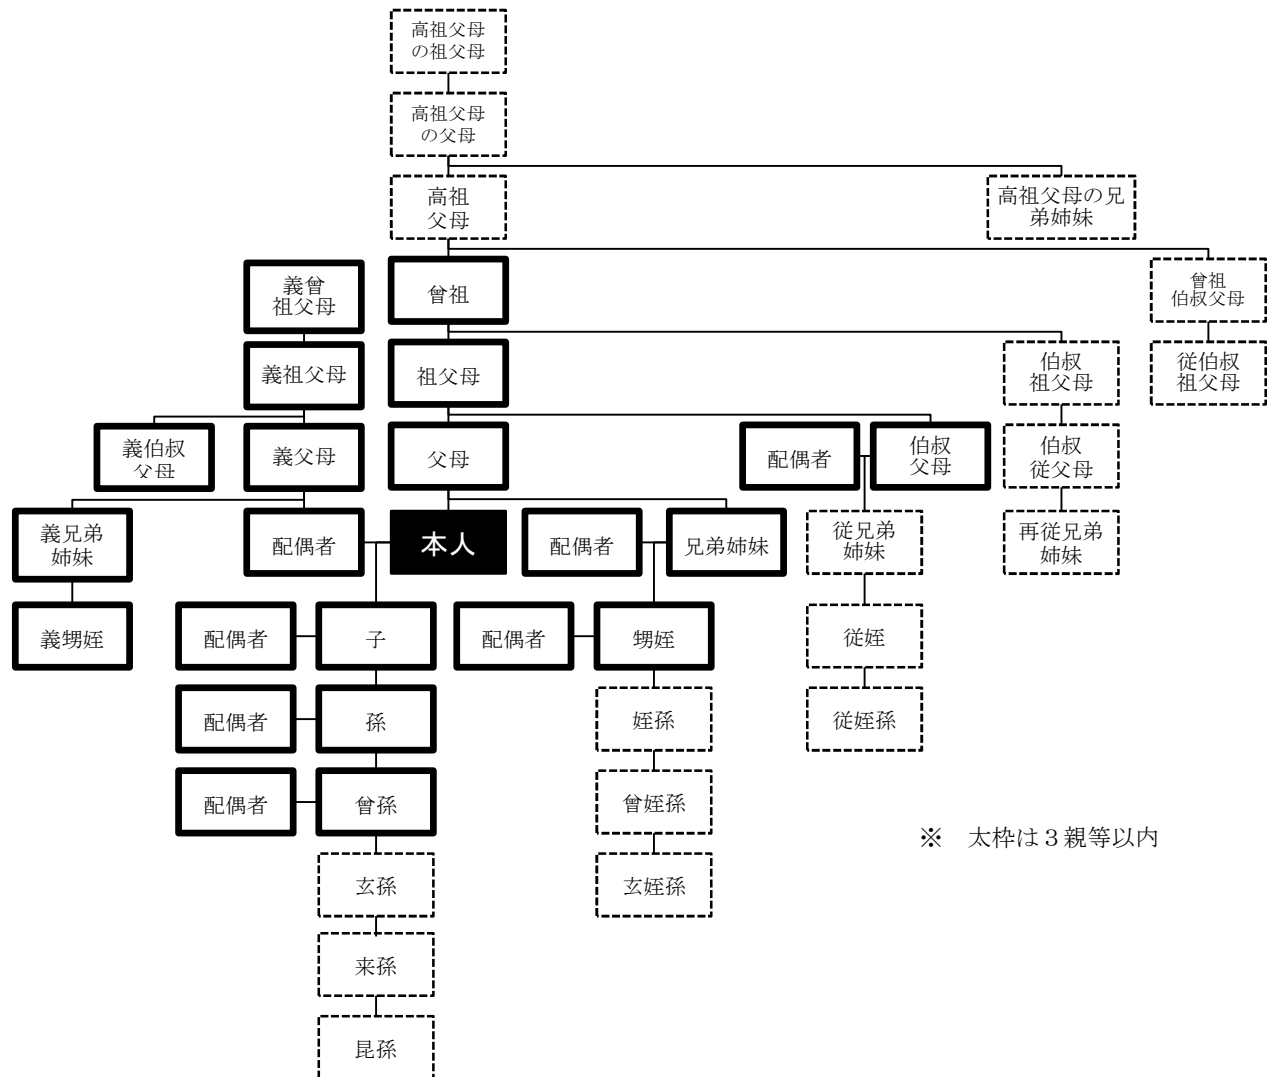 高祖父母
の祖父母
高祖父母
の父母
高祖
父母
高祖父母の兄
弟姉妹
義曾
祖父母
曾祖
曾祖
伯叔父母
義祖父母
祖父母
伯叔
祖父母
従伯叔
祖父母
義伯叔
父母
義父母
父母
配偶者
伯叔
父母
伯叔
従父母
義兄弟
姉妹
配偶者
本人
配偶者
兄弟姉妹
従兄弟
姉妹
再従兄弟
姉妹
義甥姪
配偶者
子
配偶者
甥姪
従姪
配偶者
孫
姪孫
従姪孫
配偶者
曾孫
曾姪孫
※　太枠は３親等以内
玄孫
玄姪孫
来孫
昆孫